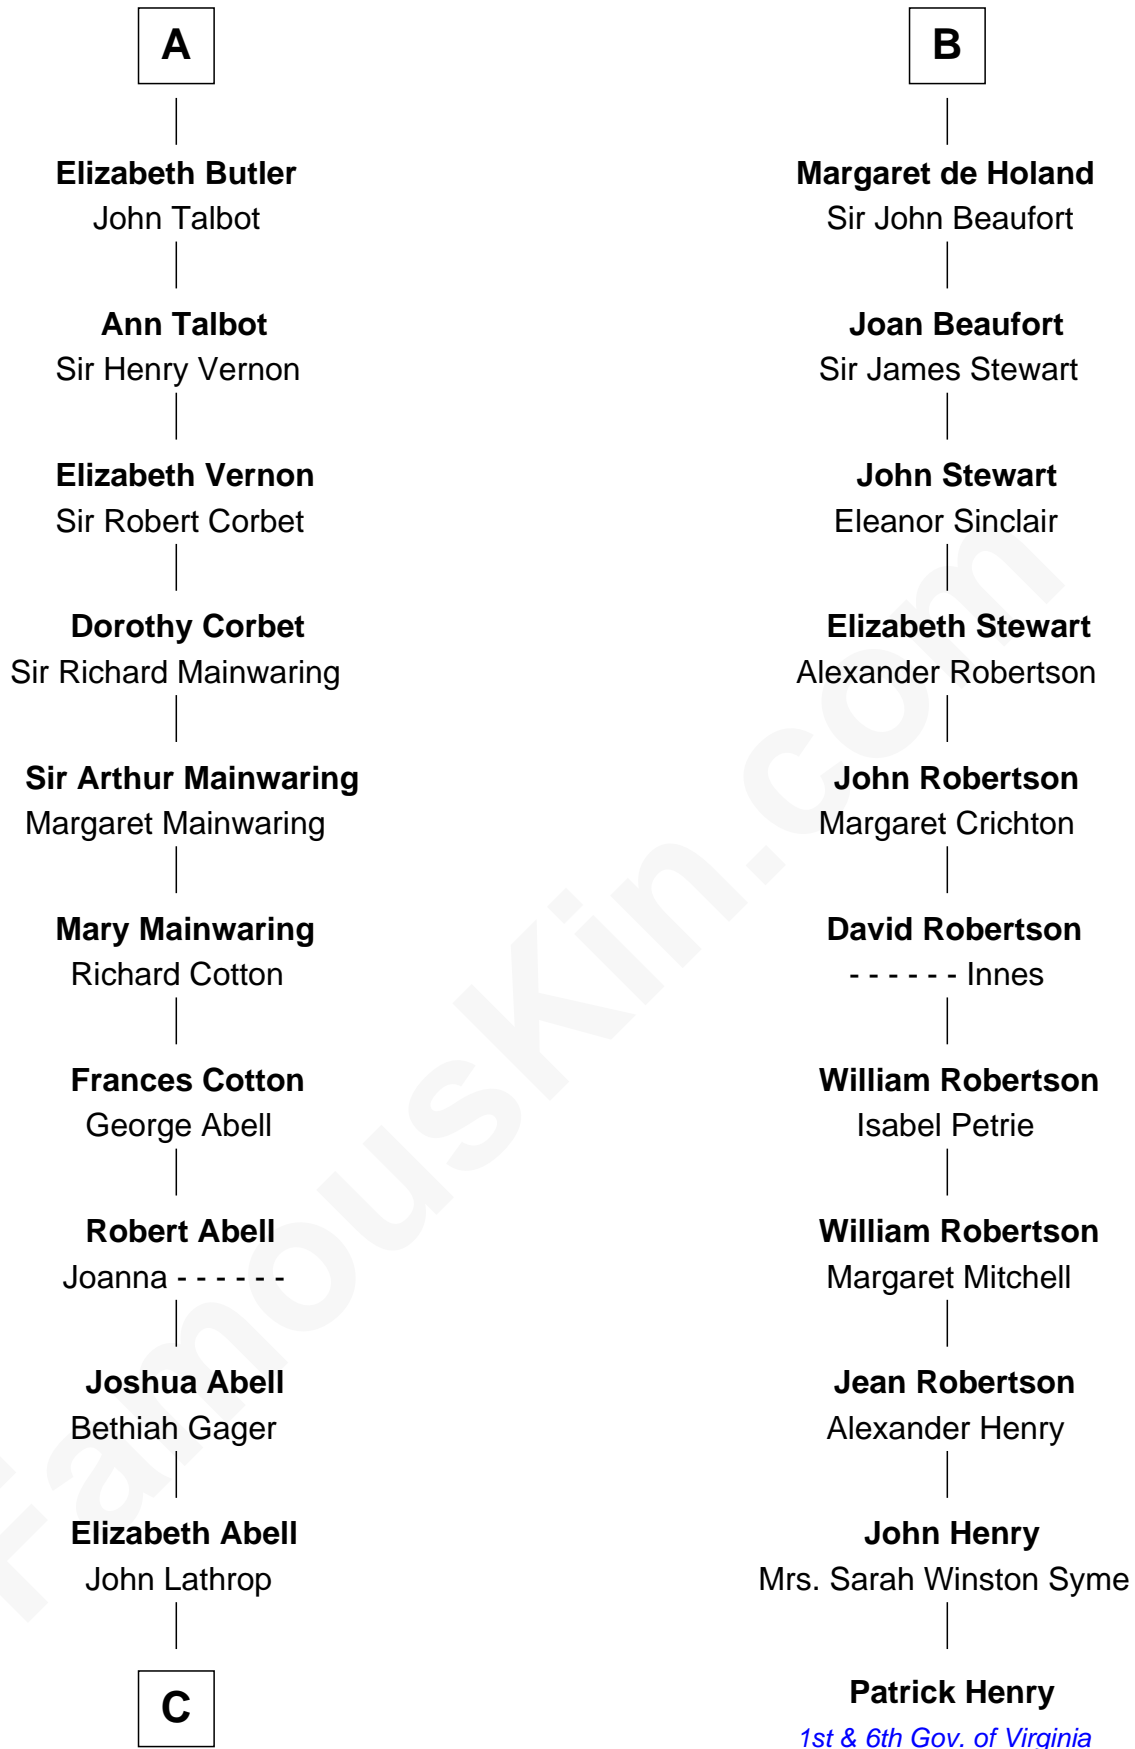 A
Elizabeth Butler
John Talbot
Ann Talbot
Sir Henry Vernon
Elizabeth Vernon
Sir Robert Corbet
Dorothy Corbet
Sir Richard Mainwaring
Sir Arthur Mainwaring
Margaret Mainwaring
Mary Mainwaring
Richard Cotton
Frances Cotton
George Abell
Robert Abell
Joanna - - - - - -
Joshua Abell
Bethiah Gager
Elizabeth Abell
John Lathrop
C
B
Margaret de Holand
Sir John Beaufort
Joan Beaufort
Sir James Stewart
John Stewart
Eleanor Sinclair
Elizabeth Stewart
Alexander Robertson
John Robertson
Margaret Crichton
David Robertson
- - - - - - Innes
William Robertson
Isabel Petrie
William Robertson
Margaret Mitchell
Jean Robertson
Alexander Henry
John Henry
Mrs. Sarah Winston Syme
Patrick Henry
1st & 6th Gov. of Virginia
FamousKin.com